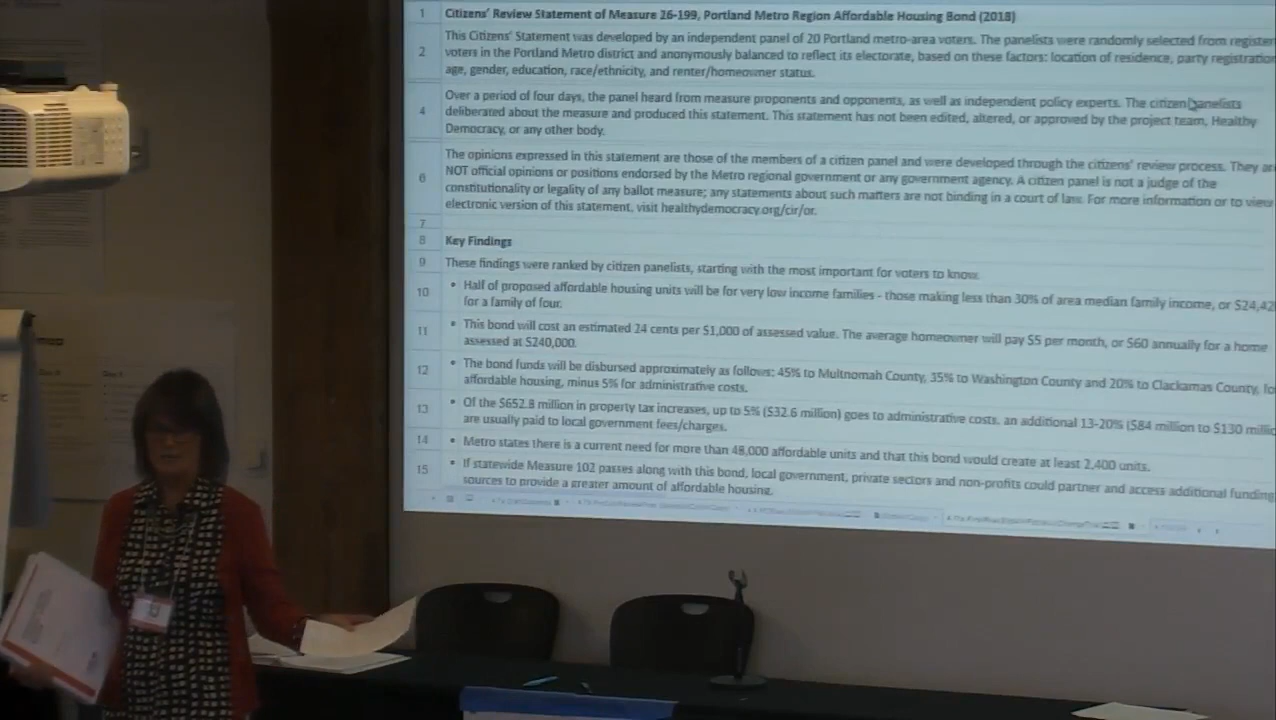 1 Citizens' Review Statement of Measure 26-199, Portland Metro Region Affordable Housing Bond (2018)
This Citizens' Statement was developed by an independent panel of 20 Portland metro-area voters. The panelists were randomly selected from register
2 voters in the Portland Metro district and anonymously balanced to reflect its electorate, based on these factors: location of residence, party registration
age, gender, education, race/ethnicity, and renter/homeowner status.
Over a period of four days, the panel heard from measure proponents and opponents, as well as independent policy experts. The citizen panelists
4 deliberated about the measure and produced this statement. This statement has not been edited, altered, or approved by the project team, Healthy
Democracy, or any other body.
The opinions expressed in this statement are those of the members of a citizen panel and were developed through the citizens' review process. They ar
6 NOT official opinions or positions endorsed by the Metro regional government or any government agency. A citizen panel is not a judge of the
constitutionality or legality of any ballot measure; any statements about such matters are not binding in a court of law. For more information or to view
electronic version of this statement, visit healthydemocracy.org/cir/or.
7
8 Key Findings
9 These findings were ranked by citizen panelists, starting with the most important for voters to know.
10 • Half of proposed affordable housing units will be for very low income families - those making less than 30% of area median family income, or $24,42
for a family of four.
11 • This bond will cost an estimated 24 cents per $1,000 of assessed value. The average homeowner will pay $5 per month, or $60 annually for a home
assessed at $240,000.
12 • The bond funds will be disbursed approximately as follows: 45% to Multnomah County, 35% to Washington County and 20% to Clackamas County, fo
affordable housing, minus 5% for administrative costs.
13 • Of the $652.8 million in property tax increases, up to 5% ($32.6 million) goes to administrative costs, an additional 13-20% ($84 million to $130 millio
are usually paid to local government fees/charges.
14 • Metro states there is a current need for more than 48,000 affordable units and that this bond would create at least 2,400 units.
15 • If statewide Measure 102 passes along with this bond, local government, private sectors and non-profits could partner and access additional funding
sources to provide a greater amount of affordable housing.